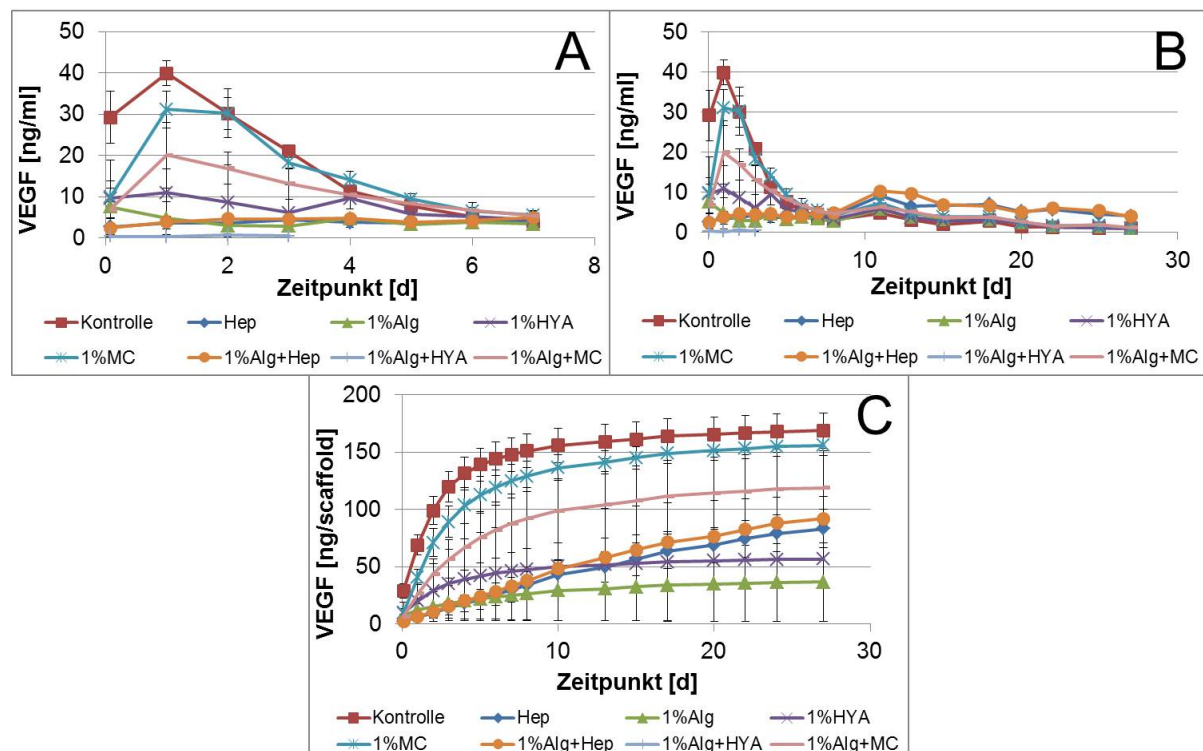 A
VEGF [ng/ml]
50
40
30
20
10
0
0 2 4 6 8
Zeitpunkt [d]
Kontrolle Hep 1%Alg 1%HYA
1%MC 1%Alg+Hep 1%Alg+HYA 1%Alg+MC
B
VEGF [ng/ml]
50
40
30
20
10
0
0 10 20 30
Zeitpunkt [d]
Kontrolle Hep 1%Alg 1%HYA
1%MC 1%Alg+Hep 1%Alg+HYA 1%Alg+MC
C
VEGF [ng/scaffold]
200
150
100
50
0
0 10 20 30
Zeitpunkt [d]
Kontrolle Hep 1%Alg 1%HYA
1%MC 1%Alg+Hep 1%Alg+HYA 1%Alg+MC